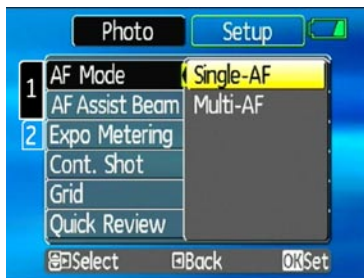 Photo Setup
1 AF Mode Single-AF
AF Assist Beam Multi-AF
2 Expo Metering
Cont. Shot
Grid
Quick Review
Select Back OK Set